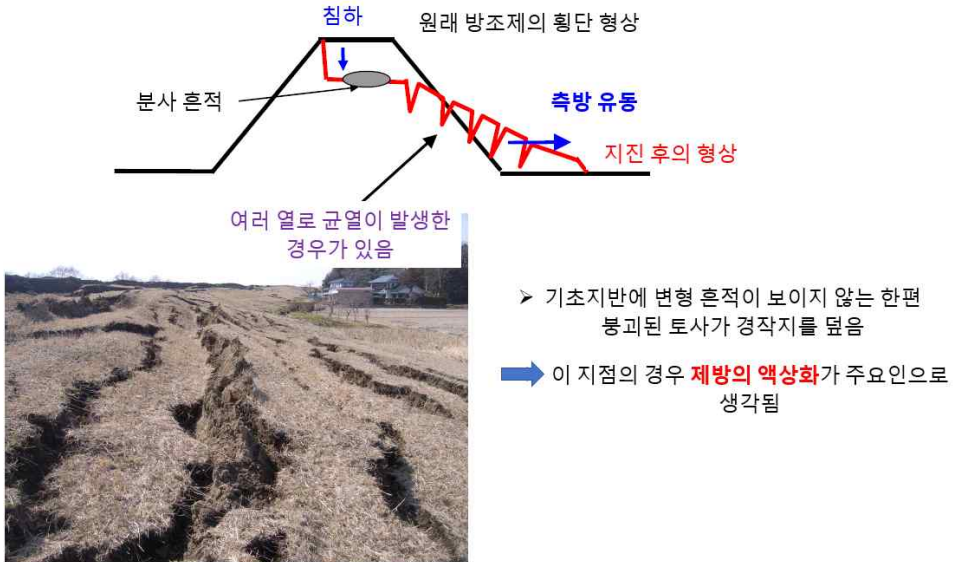 침하
원래 방조제의 횡단 형상
분사 흔적
측방 유동
지진 후의 형상
여러 열로 균열이 발생한
경우가 있음
➢ 기초지반에 변형 흔적이 보이지 않는 한편
붕괴된 토사가 경작지를 덮음
이 지점의 경우 제방의 액상화가 주요인으로
생각됨